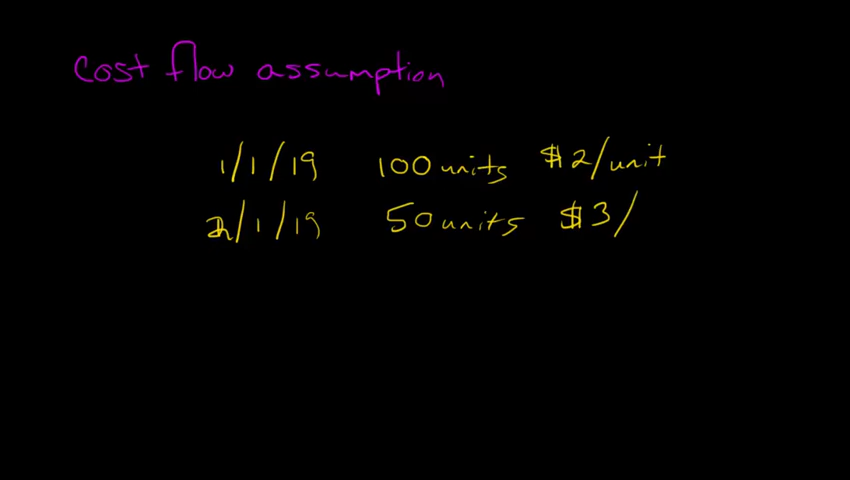 cost flow assumption
1/1/19 100 units $2/unit
2/1/19 50 units $3/